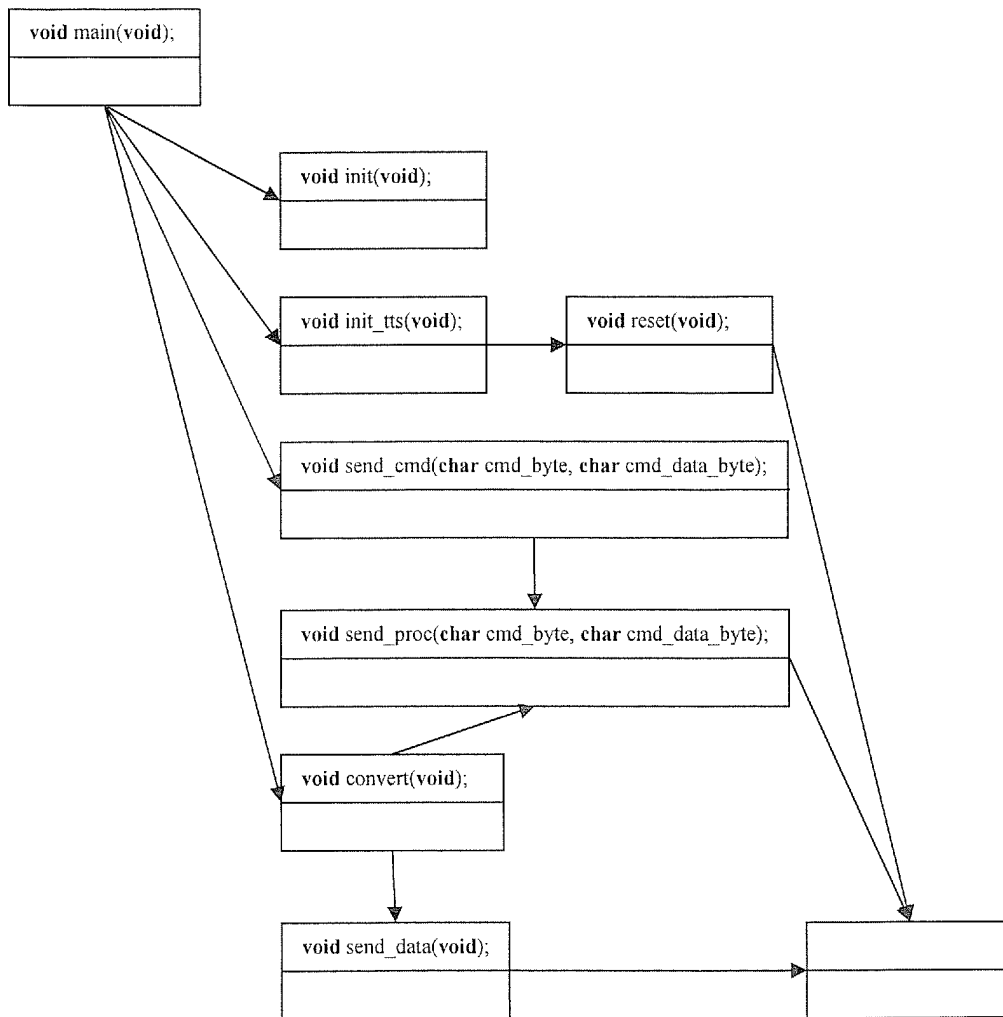 void main(void);
void init(void);
void init_tts(void);
void reset(void);
void send_cmd(char cmd_byte, char cmd_data_byte);
void send_proc(char cmd_byte, char cmd_data_byte);
void convert(void);
void send_data(void);